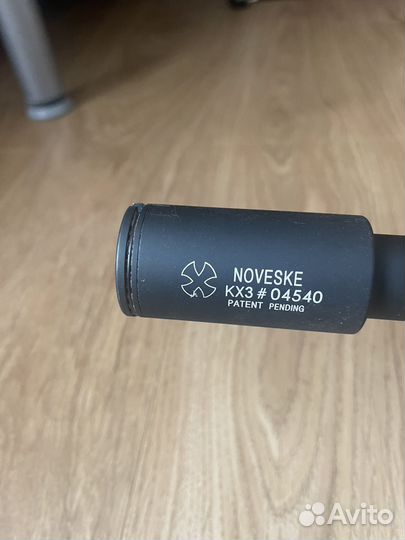 NOVESKE
KX3 # 04540
PATENT PENDING
Avito